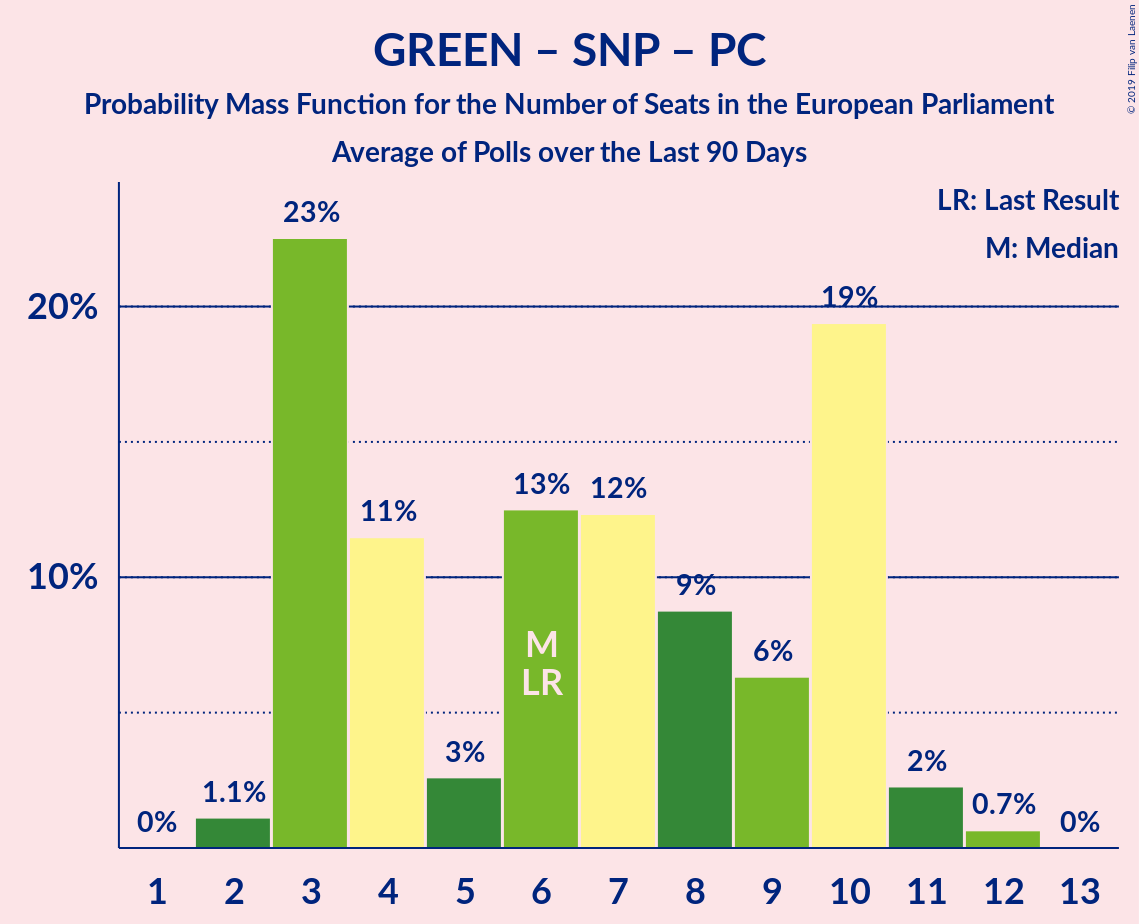 GREEN – SNP – PC
Probability Mass Function for the Number of Seats in the European Parliament
Average of Polls over the Last 90 Days
© 2019 Filip van Laenen
LR: Last Result
M: Median
20%
10%
0%
1.1%
23%
11%
3%
13%
12%
9%
6%
19%
2%
0.7%
0%
M
LR
1 2 3 4 5 6 7 8 9 10 11 12 13